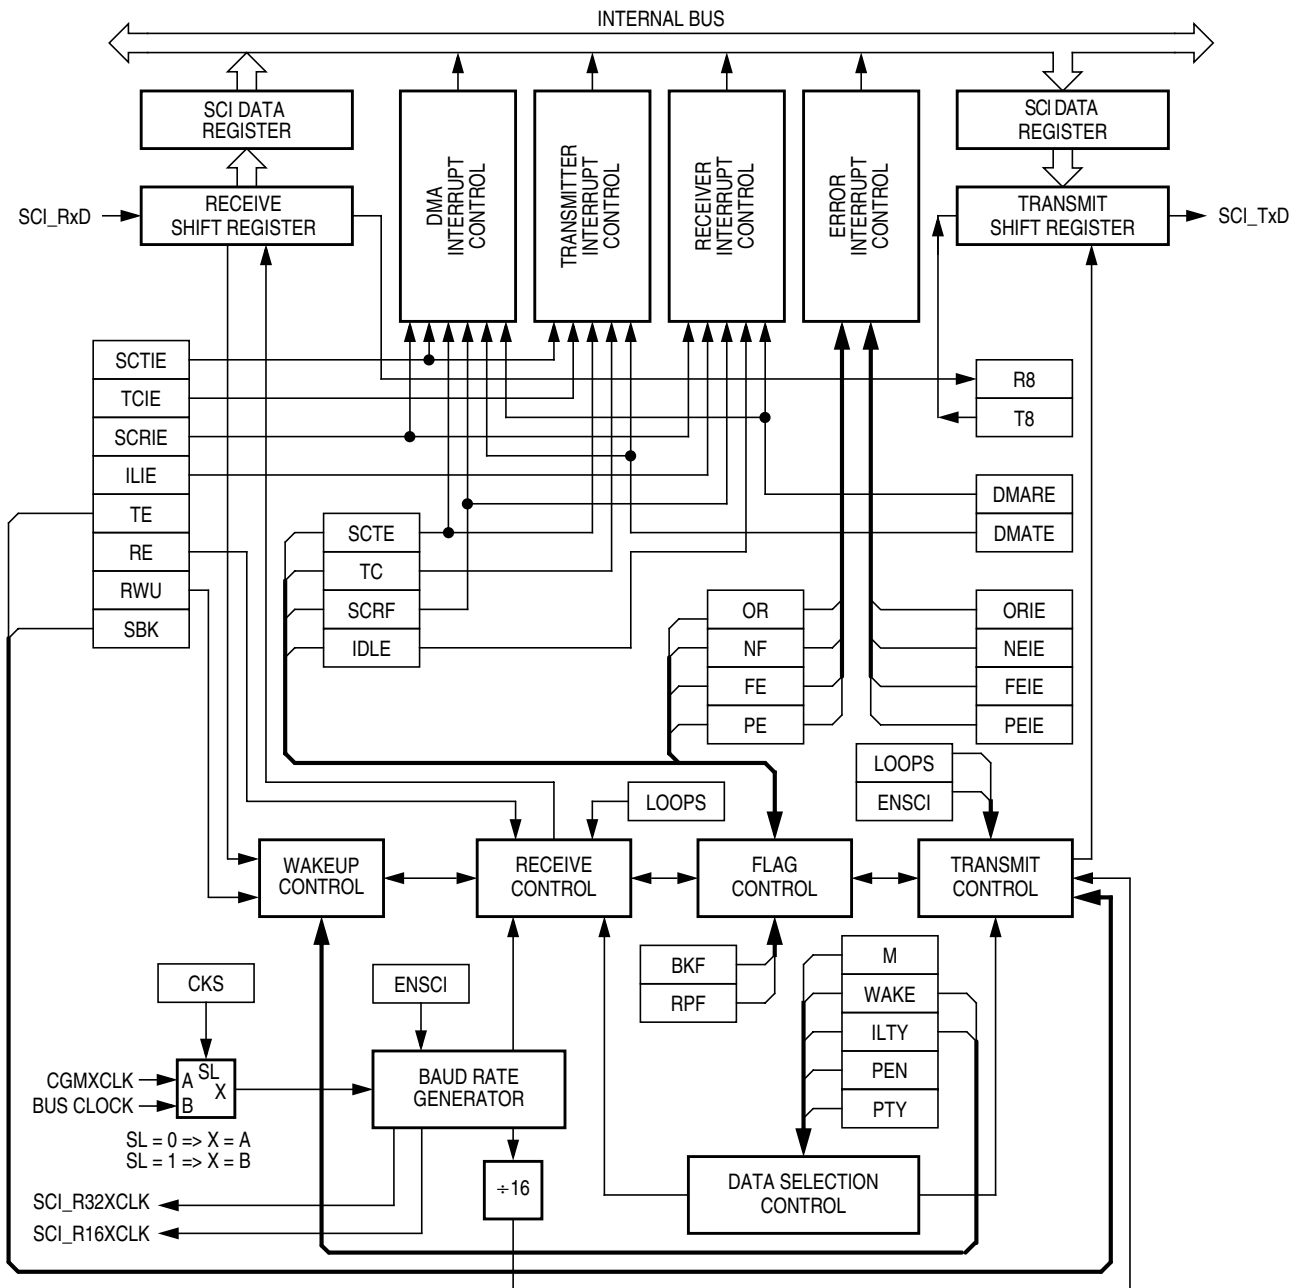 INTERNAL BUS
SCI DATA
REGISTER
DMA
INTERRUPT
CONTROL
TRANSMITTER
INTERRUPT
CONTROL
RECEIVER
INTERRUPT
CONTROL
ERROR
INTERRUPT
CONTROL
SCI DATA
REGISTER
SCI_RxD
RECEIVE
SHIFT REGISTER
TRANSMIT
SHIFT REGISTER
SCI_TxD
SCTIE
TCIE
SCRIE
ILIE
TE
RE
RWU
SBK
R8
T8
DMARE
DMATE
SCTE
TC
SCRF
IDLE
OR
NF
FE
PE
ORIE
NEIE
FEIE
PEIE
LOOPS
ENSCI
LOOPS
WAKEUP
CONTROL
RECEIVE
CONTROL
FLAG
CONTROL
TRANSMIT
CONTROL
BKF
RPF
M
WAKE
ILTY
PEN
PTY
CKS
ENSCI
CGMXCLK
BUS CLOCK
SL
A
X
B
SL = 0 => X = A
SL = 1 => X = B
BAUD RATE
GENERATOR
÷16
DATA SELECTION
CONTROL
SCI_R32XCLK
SCI_R16XCLK